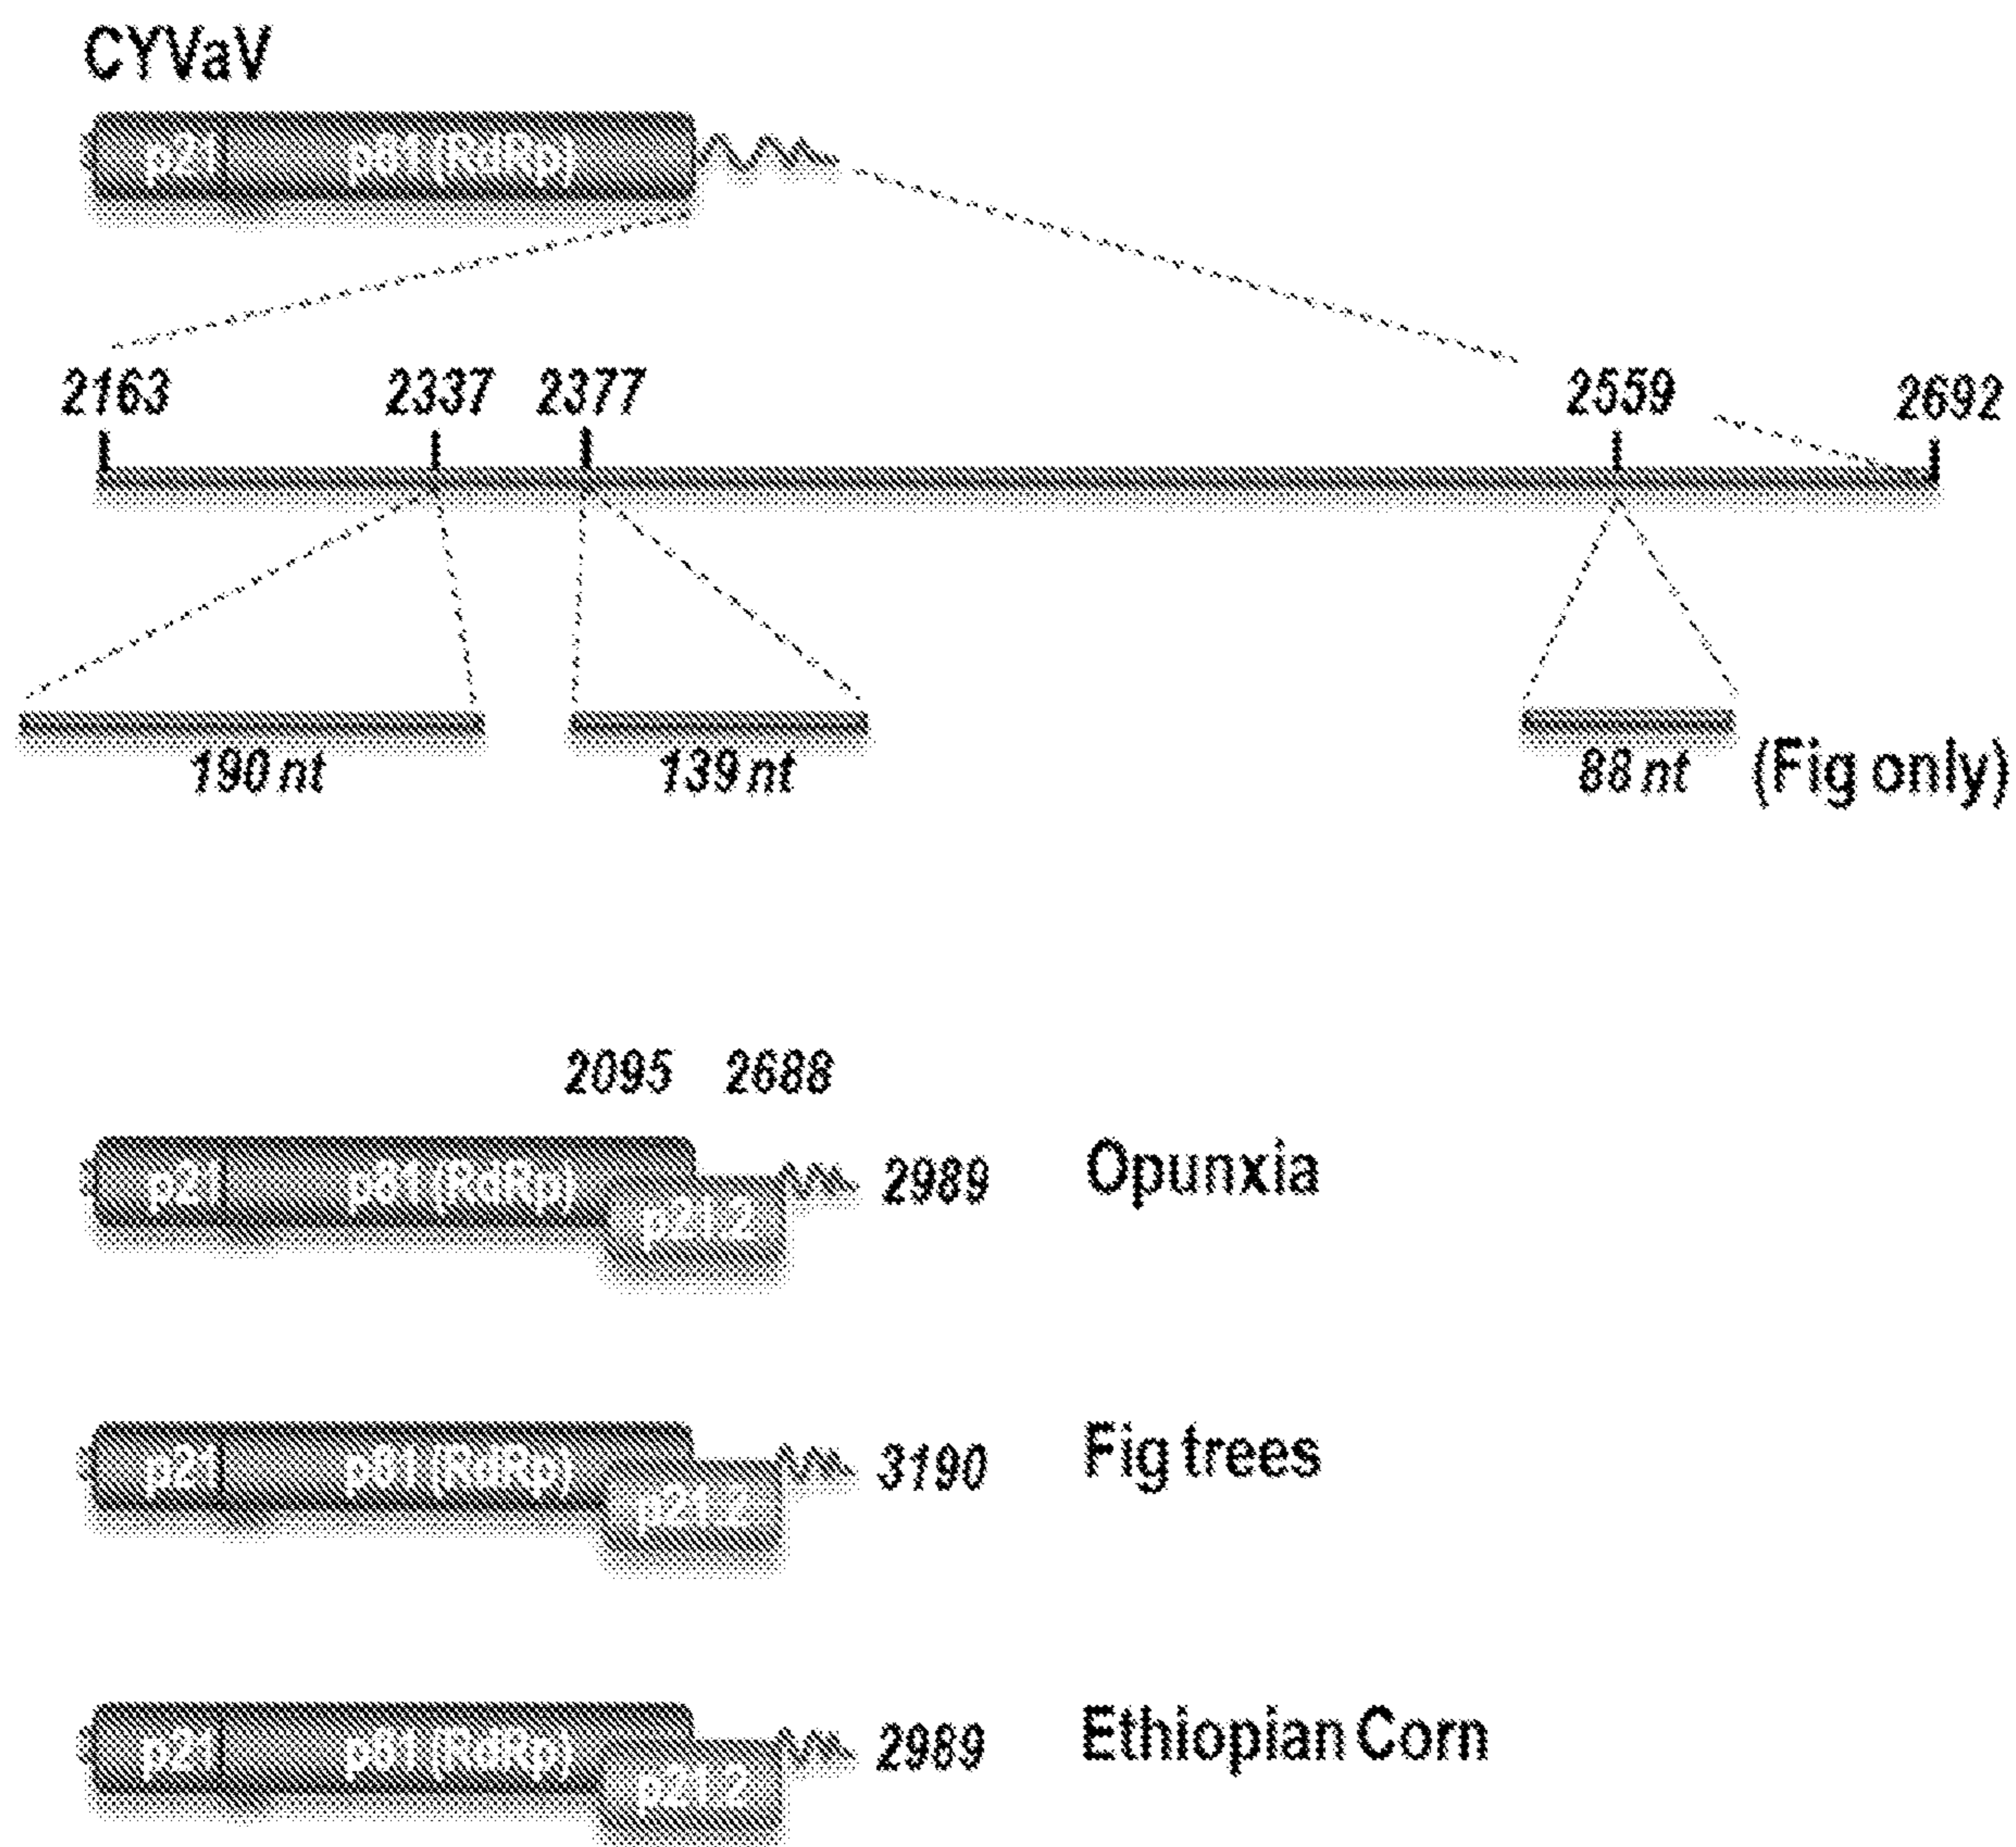 CYVaV
p21 p81 (RdRp)
2163 2337 2377 2559 2692
190 nt 139 nt 88 nt (Fig only)
2095 2688
p21 p81 (RdRp) p21.2 2989 Opunxia
p21 p81 (RdRp) p21.2 3190 Fig trees
p21 p81 (RdRp) p21.2 2989 Ethiopian Corn